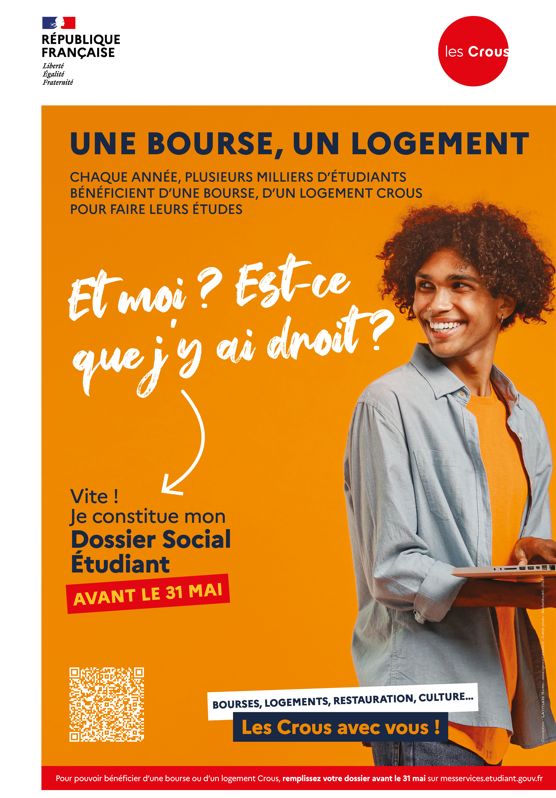 RÉPUBLIQUE
FRANÇAISE
Liberté
Égalité
Fraternité
les Crous
UNE BOURSE, UN LOGEMENT
CHAQUE ANNÉE, PLUSIEURS MILLIERS D'ÉTUDIANTS
BÉNÉFICIENT D'UNE BOURSE, D'UN LOGEMENT CROUS
POUR FAIRE LEURS ÉTUDES
Et moi ? Est-ce
que j'y ai droit ?
Vite !
Je constitue mon
Dossier Social
Étudiant
AVANT LE 31 MAI
BOURSES, LOGEMENTS, RESTAURATION, CULTURE...
Les Crous avec vous !
Pour pouvoir bénéficier d'une bourse ou d'un logement Crous, remplissez votre dossier avant le 31 mai sur messervices.etudiant.gouv.fr